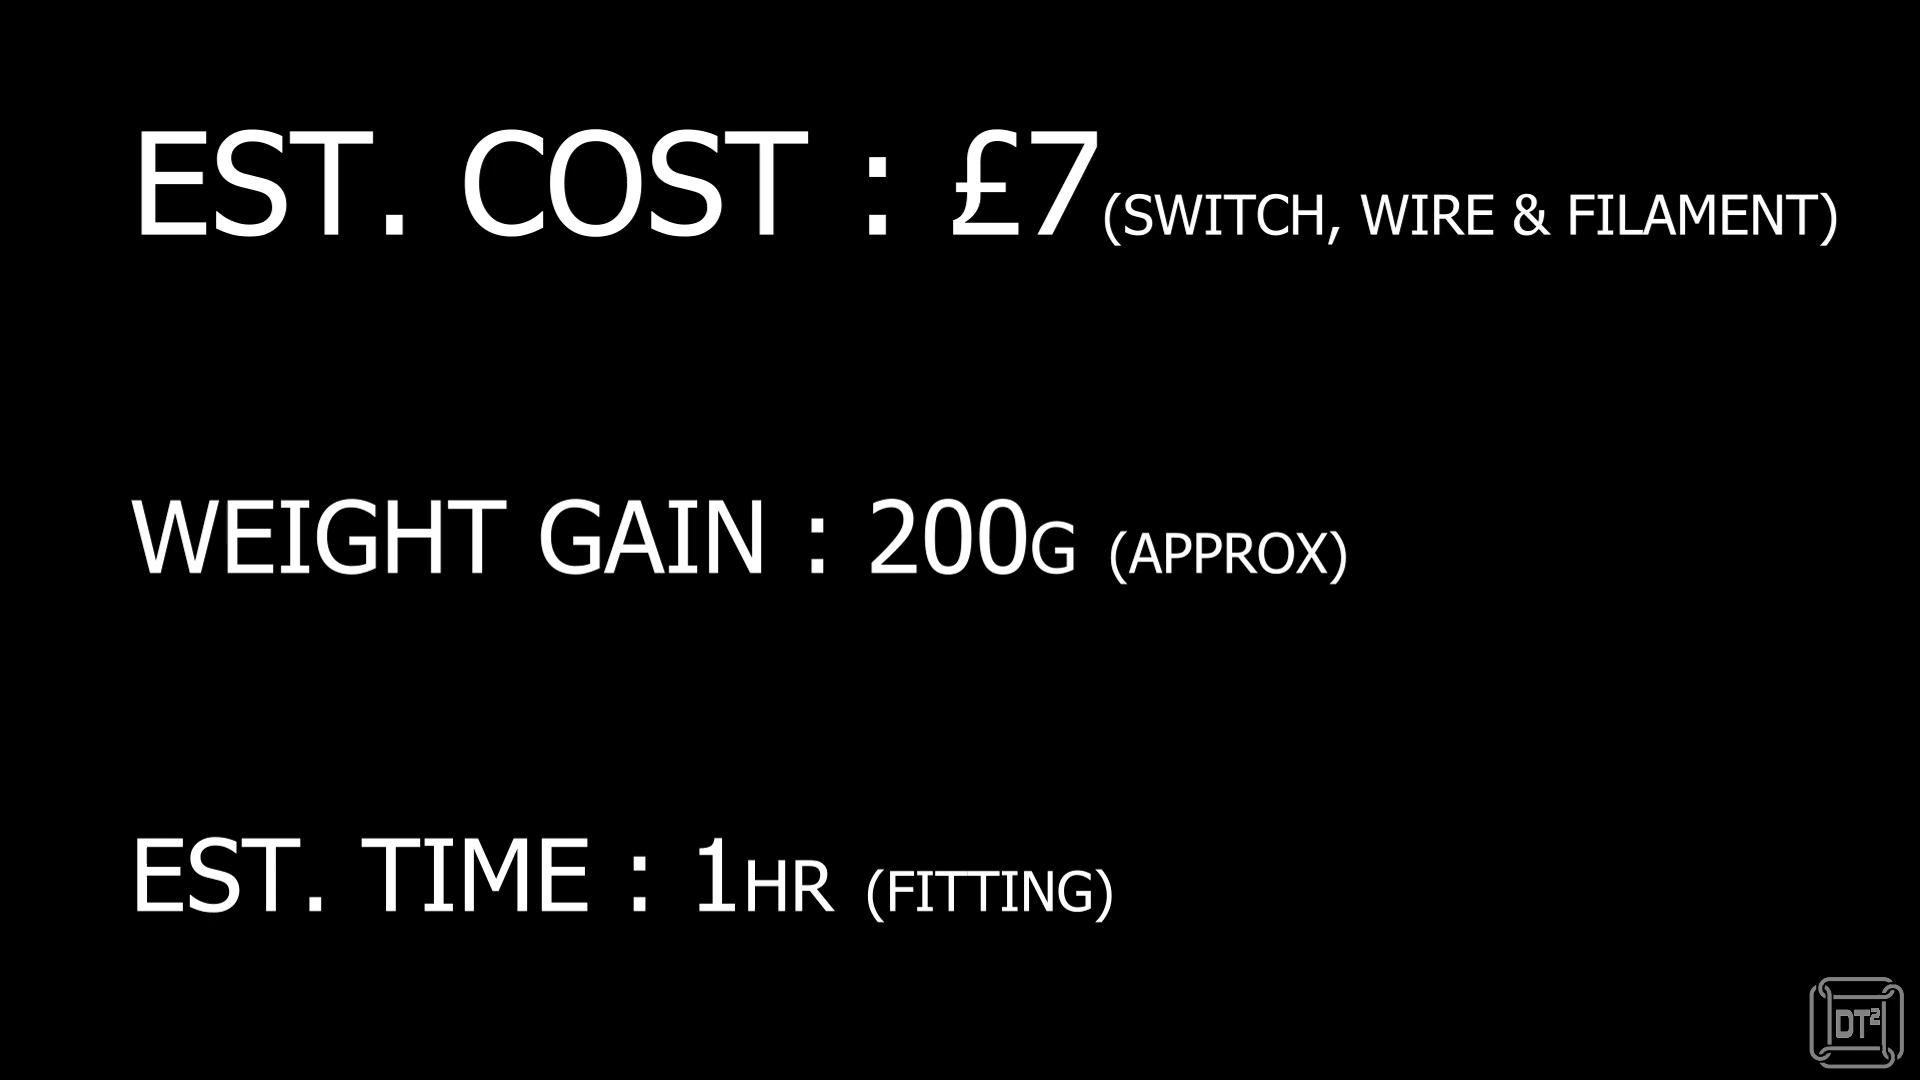 EST. COST : £7 (SWITCH, WIRE & FILAMENT)
WEIGHT GAIN : 200G (APPROX)
EST. TIME : 1HR (FITTING)
DT²